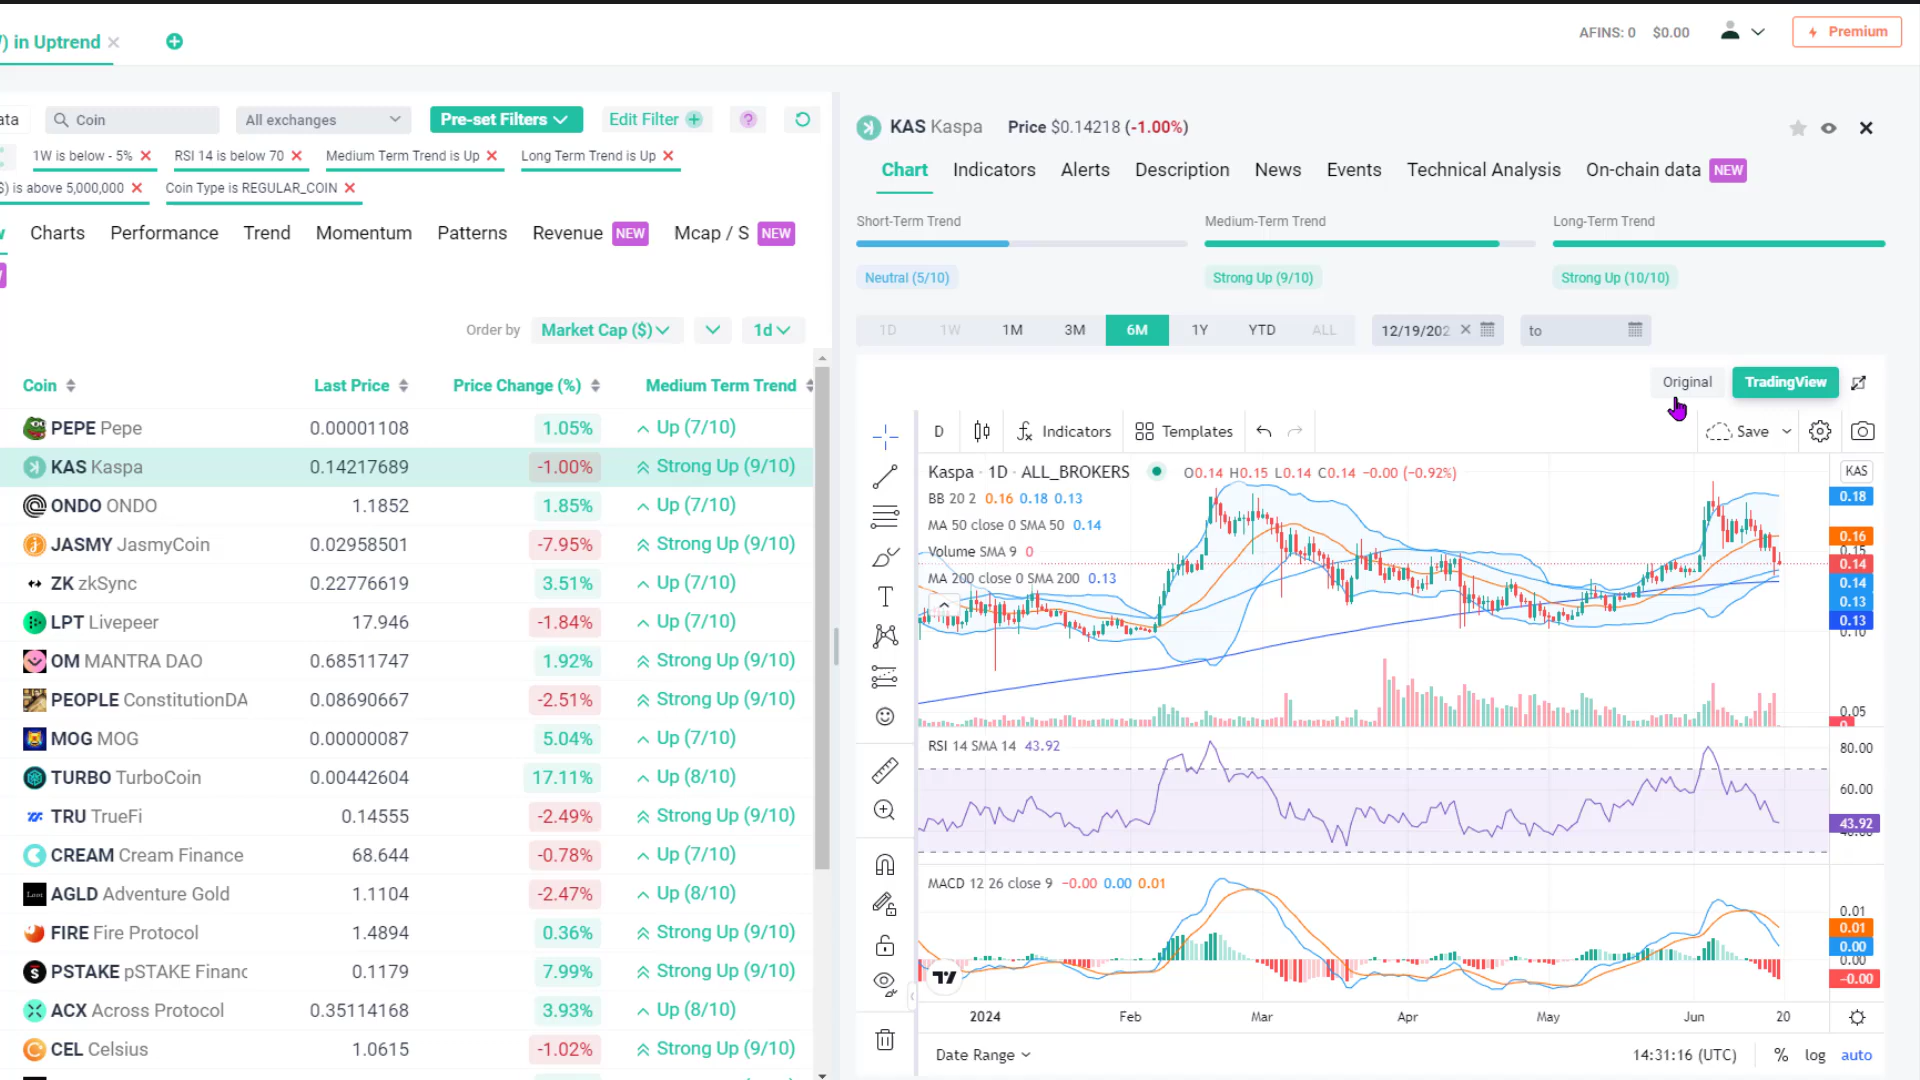 ) in Uptrend
AFINS: 0 $0.00 Premium
ata Coin All exchanges Pre-set Filters Edit Filter ?
1W is below - 5% RSI 14 is below 70 Medium Term Trend is Up Long Term Trend is Up
$) is above 5,000,000 Coin Type is REGULAR_COIN
Charts Performance Trend Momentum Patterns Revenue NEW Mcap / S NEW
Order by Market Cap ($) 1d
Coin Last Price Price Change (%) Medium Term Trend
PEPE Pepe 0.00001108 1.05% Up (7/10)
KAS Kaspa 0.14217689 -1.00% Strong Up (9/10)
ONDO ONDO 1.1852 1.85% Up (7/10)
JASMY JasmyCoin 0.02958501 -7.95% Strong Up (9/10)
ZK zkSync 0.22776619 3.51% Up (7/10)
LPT Livepeer 17.946 -1.84% Up (7/10)
OM MANTRA DAO 0.68511747 1.92% Strong Up (9/10)
PEOPLE ConstitutionDA 0.08690667 -2.51% Strong Up (9/10)
MOG MOG 0.00000087 5.04% Up (7/10)
TURBO TurboCoin 0.00442604 17.11% Up (8/10)
TRU TrueFi 0.14555 -2.49% Strong Up (9/10)
CREAM Cream Finance 68.644 -0.78% Up (7/10)
AGLD Adventure Gold 1.1104 -2.47% Up (8/10)
FIRE Fire Protocol 1.4894 0.36% Strong Up (9/10)
PSTAKE pSTAKE Financ 0.1179 7.99% Strong Up (9/10)
ACX Across Protocol 0.35114168 3.93% Up (8/10)
CEL Celsius 1.0615 -1.02% Strong Up (9/10)
KAS Kaspa Price $0.14218 (-1.00%)
Chart Indicators Alerts Description News Events Technical Analysis On-chain data NEW
Short-Term Trend Medium-Term Trend Long-Term Trend
Neutral (5/10) Strong Up (9/10) Strong Up (10/10)
1D 1W 1M 3M 6M 1Y YTD ALL 12/19/202 to
Original TradingView
D Indicators Templates Save
Kaspa · 1D · ALL_BROKERS O0.14 H0.15 L0.14 C0.14 −0.00 (−0.92%) KAS
BB 20 2 0.16 0.18 0.13 0.18
MA 50 close 0 SMA 50 0.14
0.16
Volume SMA 9 0 0.15
0.14
MA 200 close 0 SMA 200 0.13 0.14
0.13
0.13
0.10
0.05
RSI 14 SMA 14 43.92 80.00
60.00
43.92
MACD 12 26 close 9 −0.00 0.00 0.01
0.01
0.01
0.00
0.00
−0.00
2024 Feb Mar Apr May Jun 20
Date Range 14:31:16 (UTC) % log auto